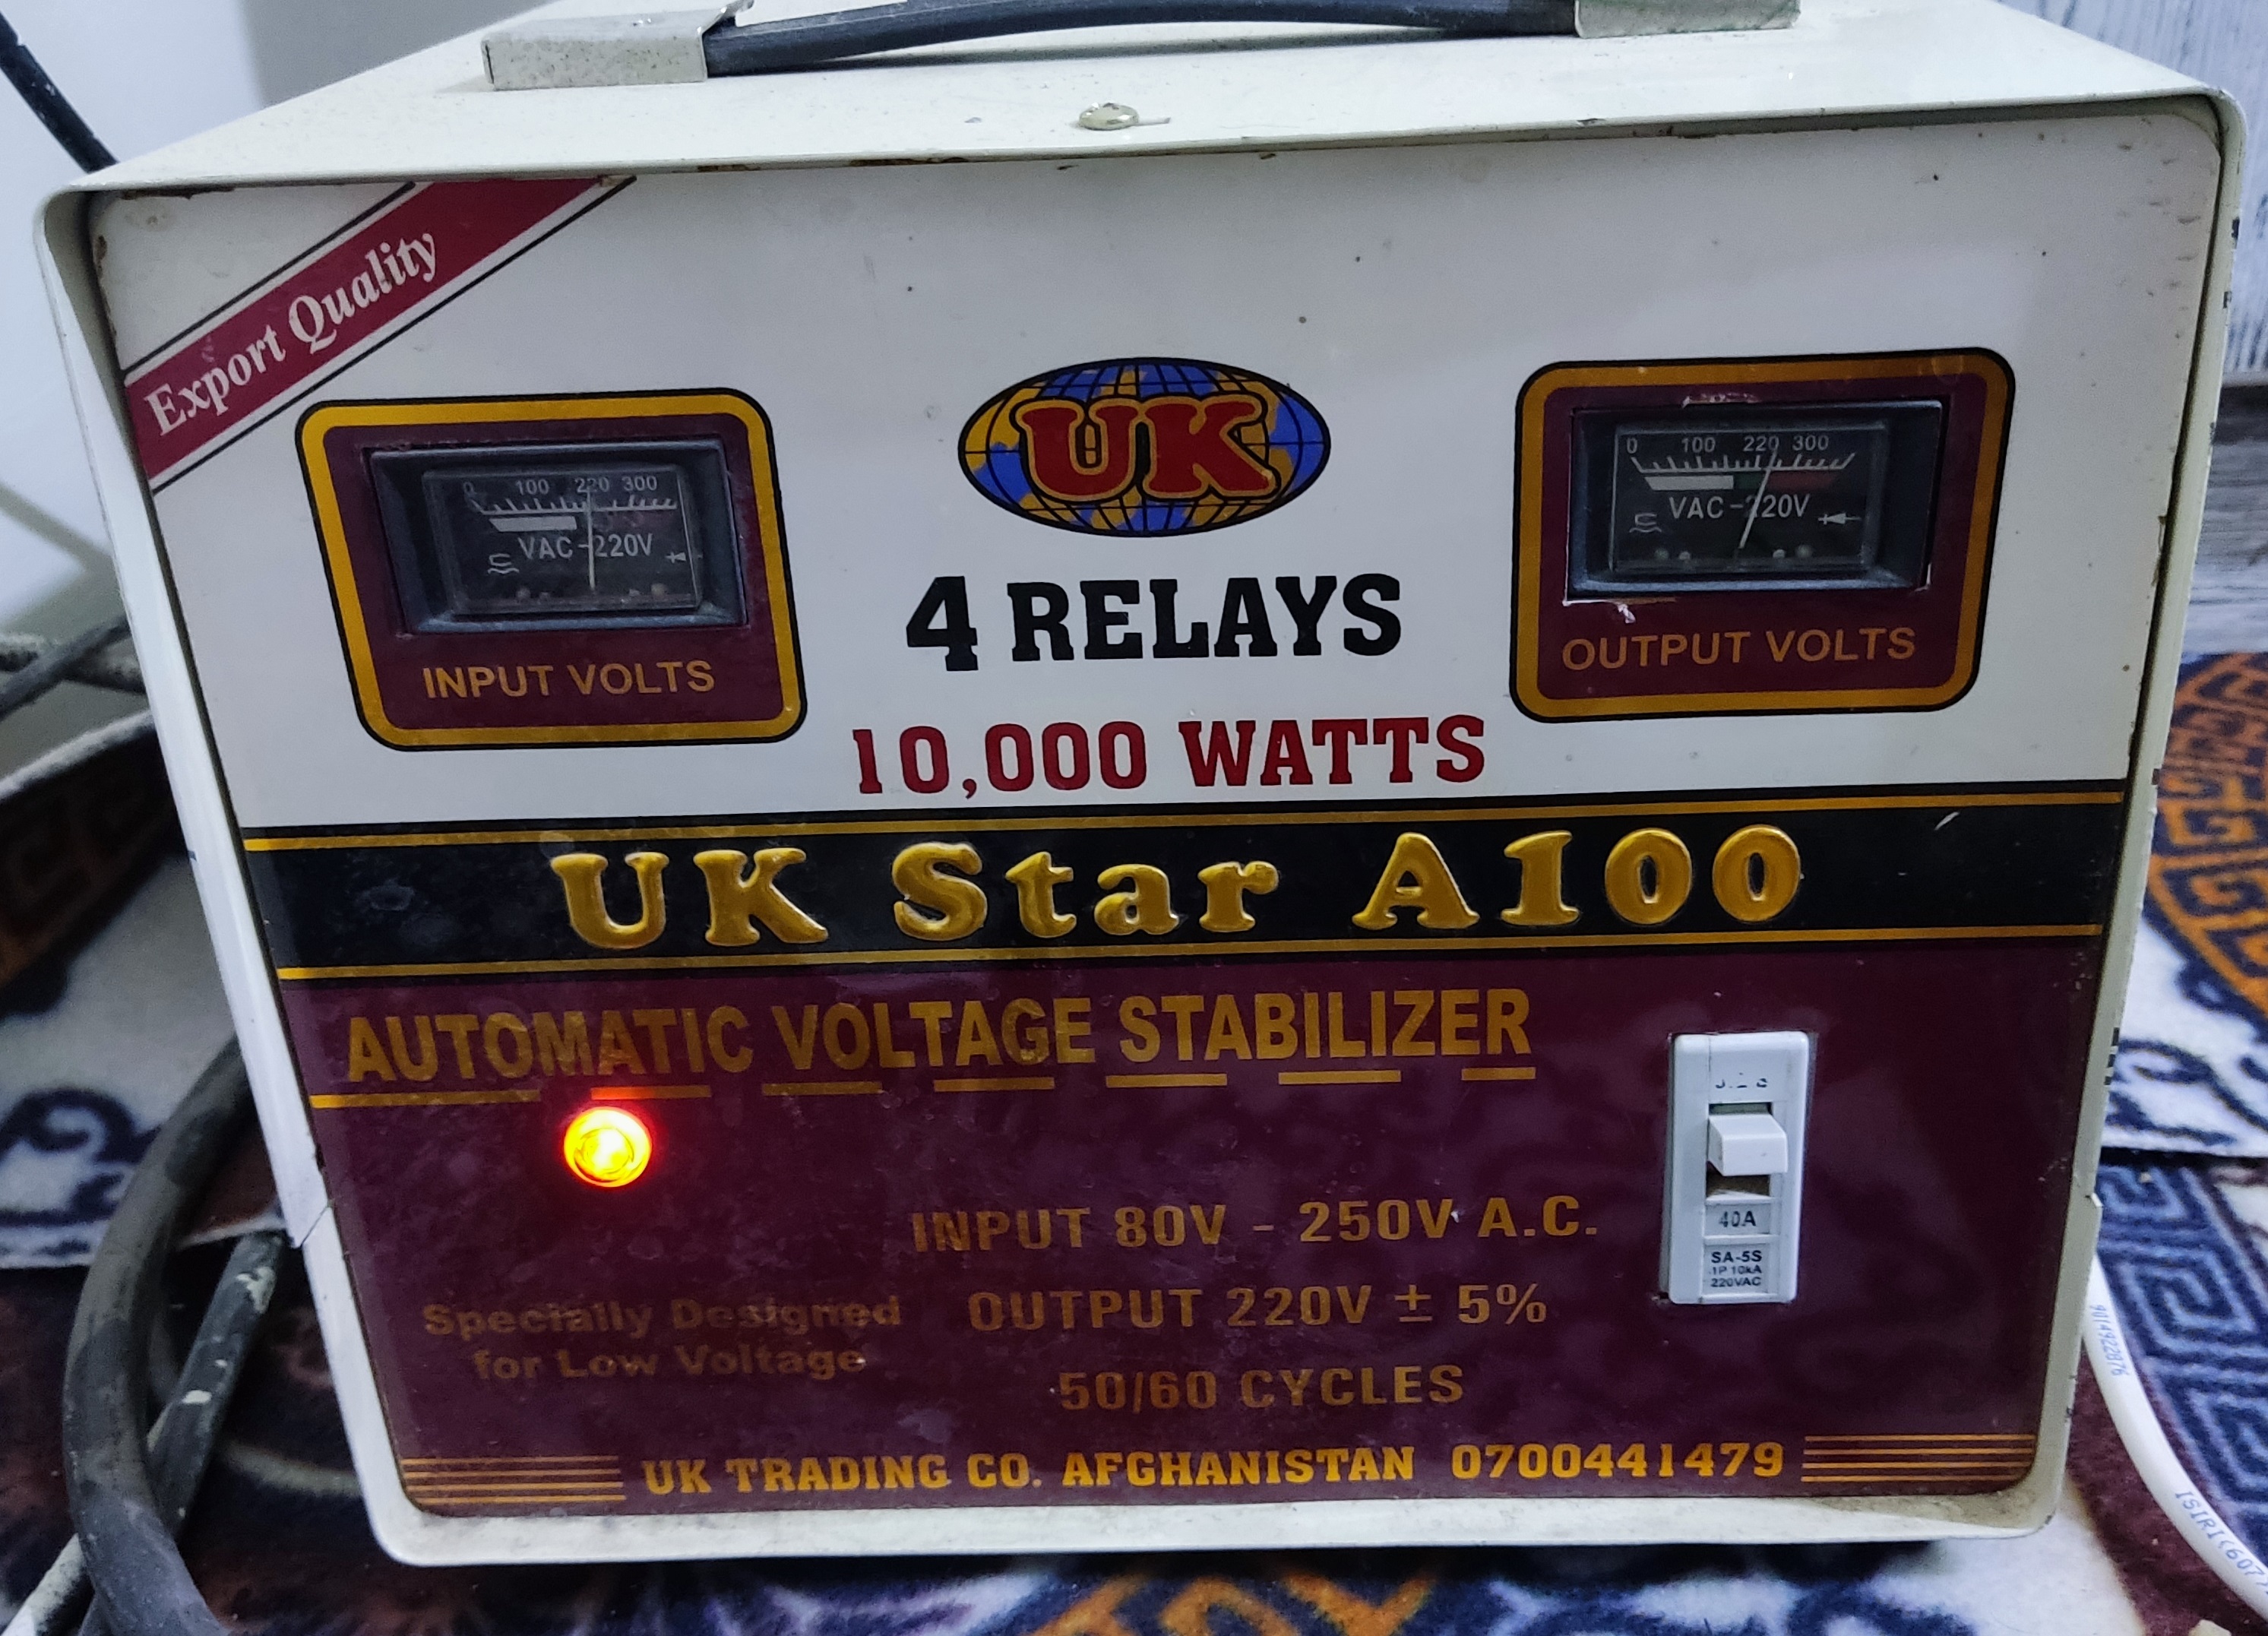 Export Quality
UK
0 100 220 300
VAC-220V
INPUT VOLTS
0 100 220 300
VAC-220V
OUTPUT VOLTS
4 RELAYS
10,000 WATTS
UK Star A100
AUTOMATIC VOLTAGE STABILIZER
INPUT 80V - 250V A.C.
OUTPUT 220V ± 5%
50/60 CYCLES
Specially Designed
for Low Voltage
40A
SA-5S
1P 10kA
220VAC
UK TRADING CO. AFGHANISTAN 0700441479